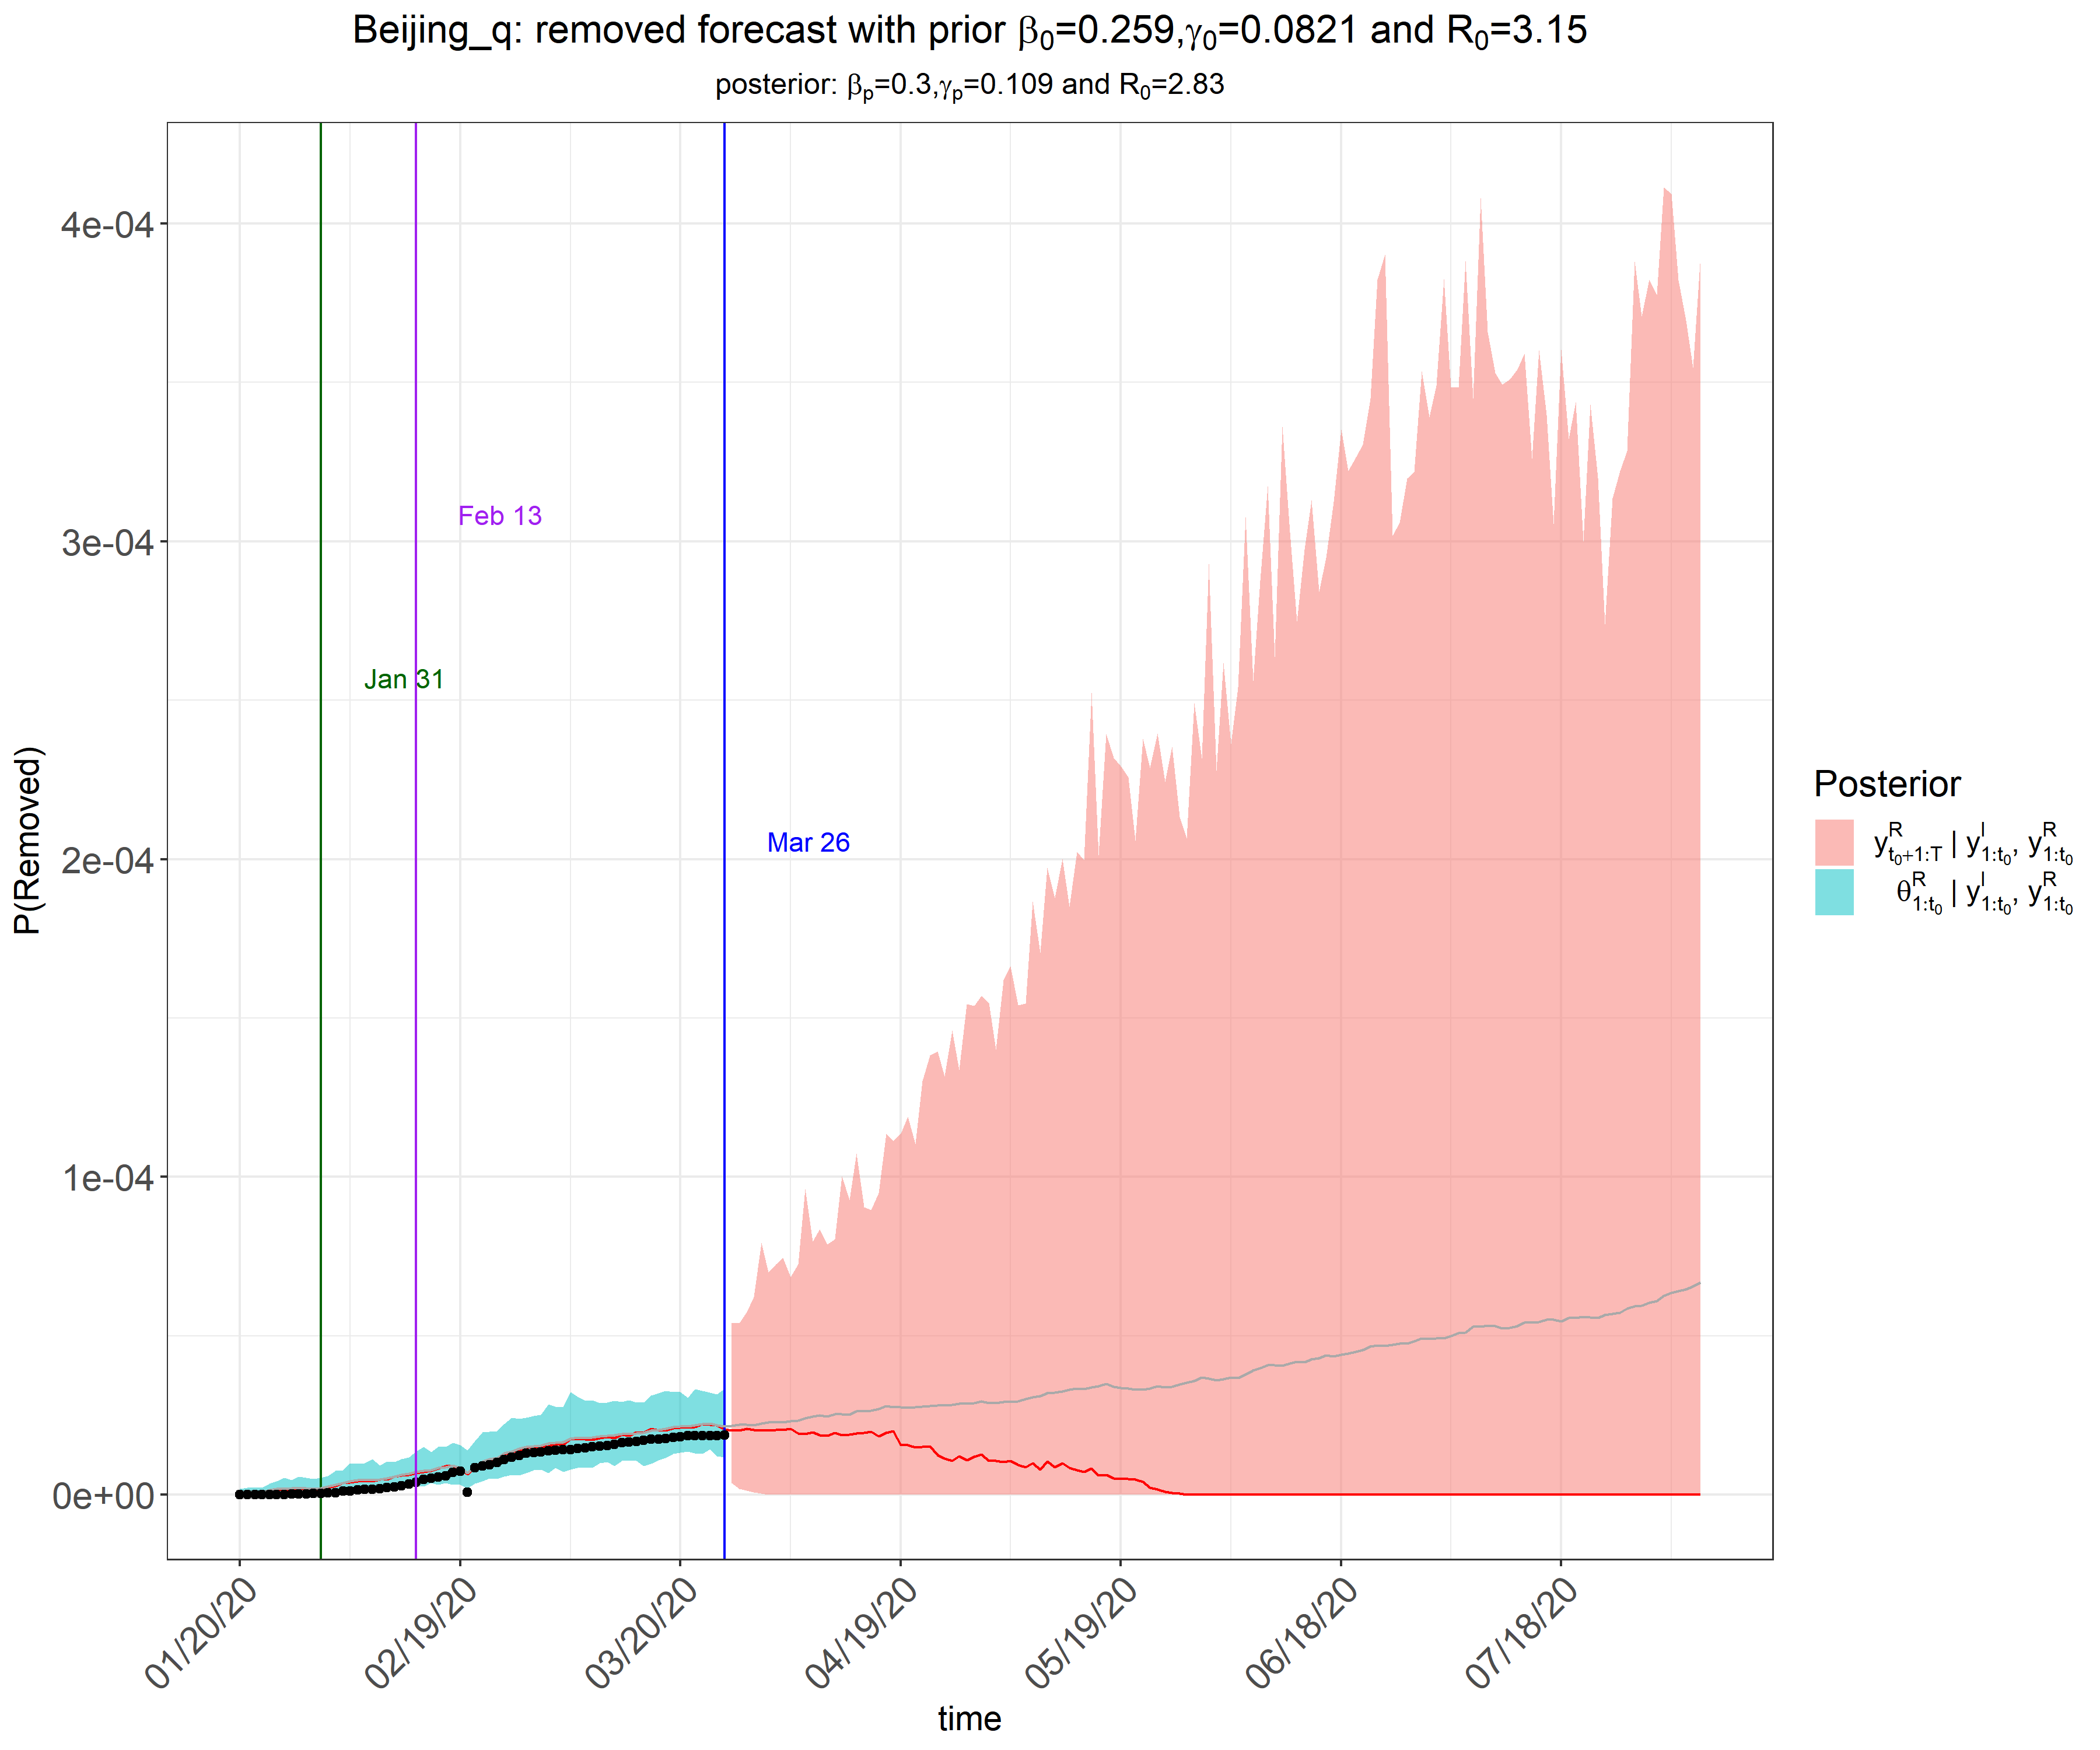 Beijing_q: removed forecast with prior β₀=0.259,γ₀=0.0821 and R₀=3.15
posterior: βₚ=0.3,γₚ=0.109 and R₀=2.83
4e-04
3e-04
2e-04
1e-04
0e+00
P(Removed)
Feb 13
Jan 31
Mar 26
01/20/20
02/19/20
03/20/20
04/19/20
05/19/20
06/18/20
07/18/20
time
Posterior
y^R_{t₀+1:T} | y^I_{1:t₀}, y^R_{1:t₀}
θ^R_{1:t₀} | y^I_{1:t₀}, y^R_{1:t₀}